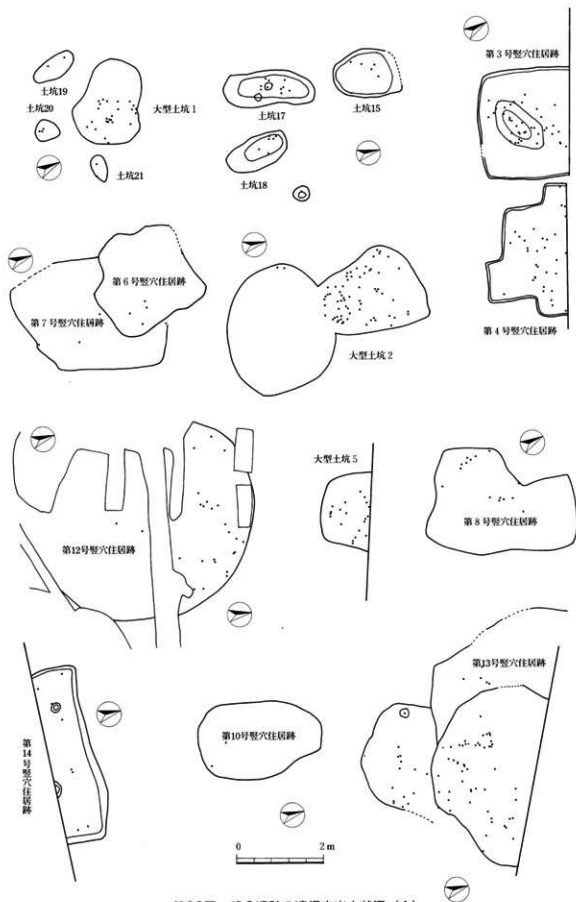 土坑19
土坑20
大型土坑1
土坑21
土坑17
土坑15
土坑18
第3号竪穴住居跡
第4号竪穴住居跡
第6号竪穴住居跡
第7号竪穴住居跡
大型土坑2
第12号竪穴住居跡
大型土坑5
第8号竪穴住居跡
第14号竪穴住居跡
第10号竪穴住居跡
第13号竪穴住居跡
0 2m